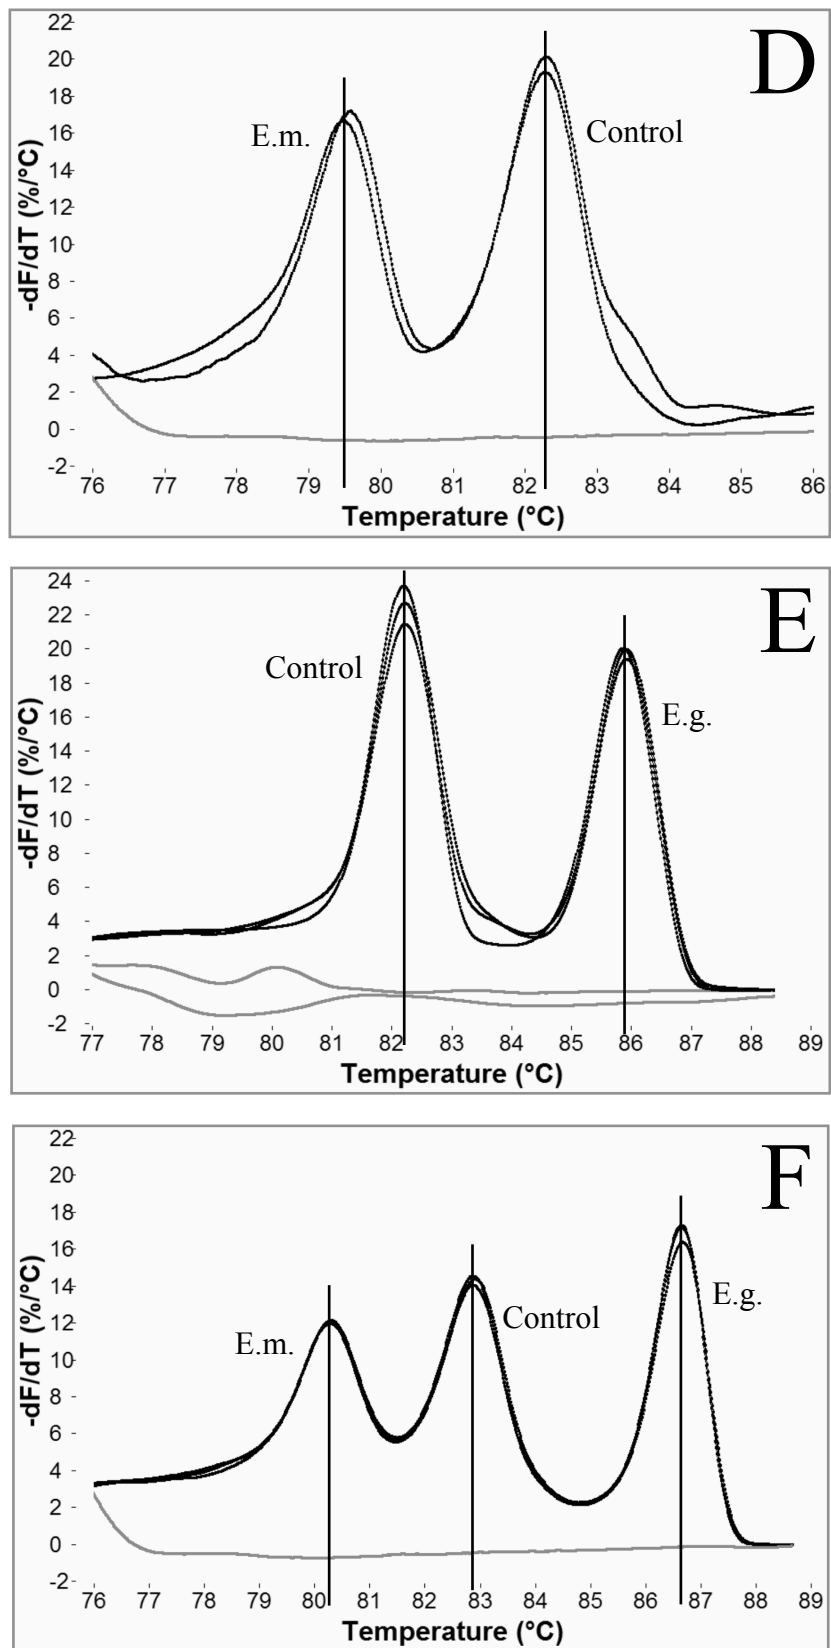 D
22
20
18
16
14
12
10
8
6
4
2
0
-2
-dF/dT (%/°C)
E.m.
Control
76 77 78 79 80 81 82 83 84 85 86
Temperature (°C)
E
24
22
20
18
16
14
12
10
8
6
4
2
0
-2
-dF/dT (%/°C)
Control
E.g.
77 78 79 80 81 82 83 84 85 86 87 88 89
Temperature (°C)
F
22
20
18
16
14
12
10
8
6
4
2
0
-2
-dF/dT (%/°C)
E.m.
Control
E.g.
76 77 78 79 80 81 82 83 84 85 86 87 88 89
Temperature (°C)